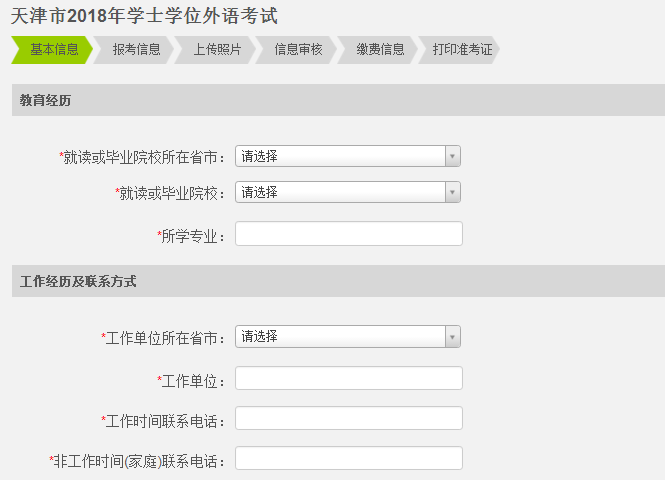 天津市2018年学士学位外语考试
基本信息 报考信息 上传照片 信息审核 缴费信息 打印准考证
教育经历
*就读或毕业院校所在省市： 请选择
*就读或毕业院校： 请选择
*所学专业：
工作经历及联系方式
*工作单位所在省市： 请选择
*工作单位：
*工作时间联系电话：
*非工作时间(家庭)联系电话：